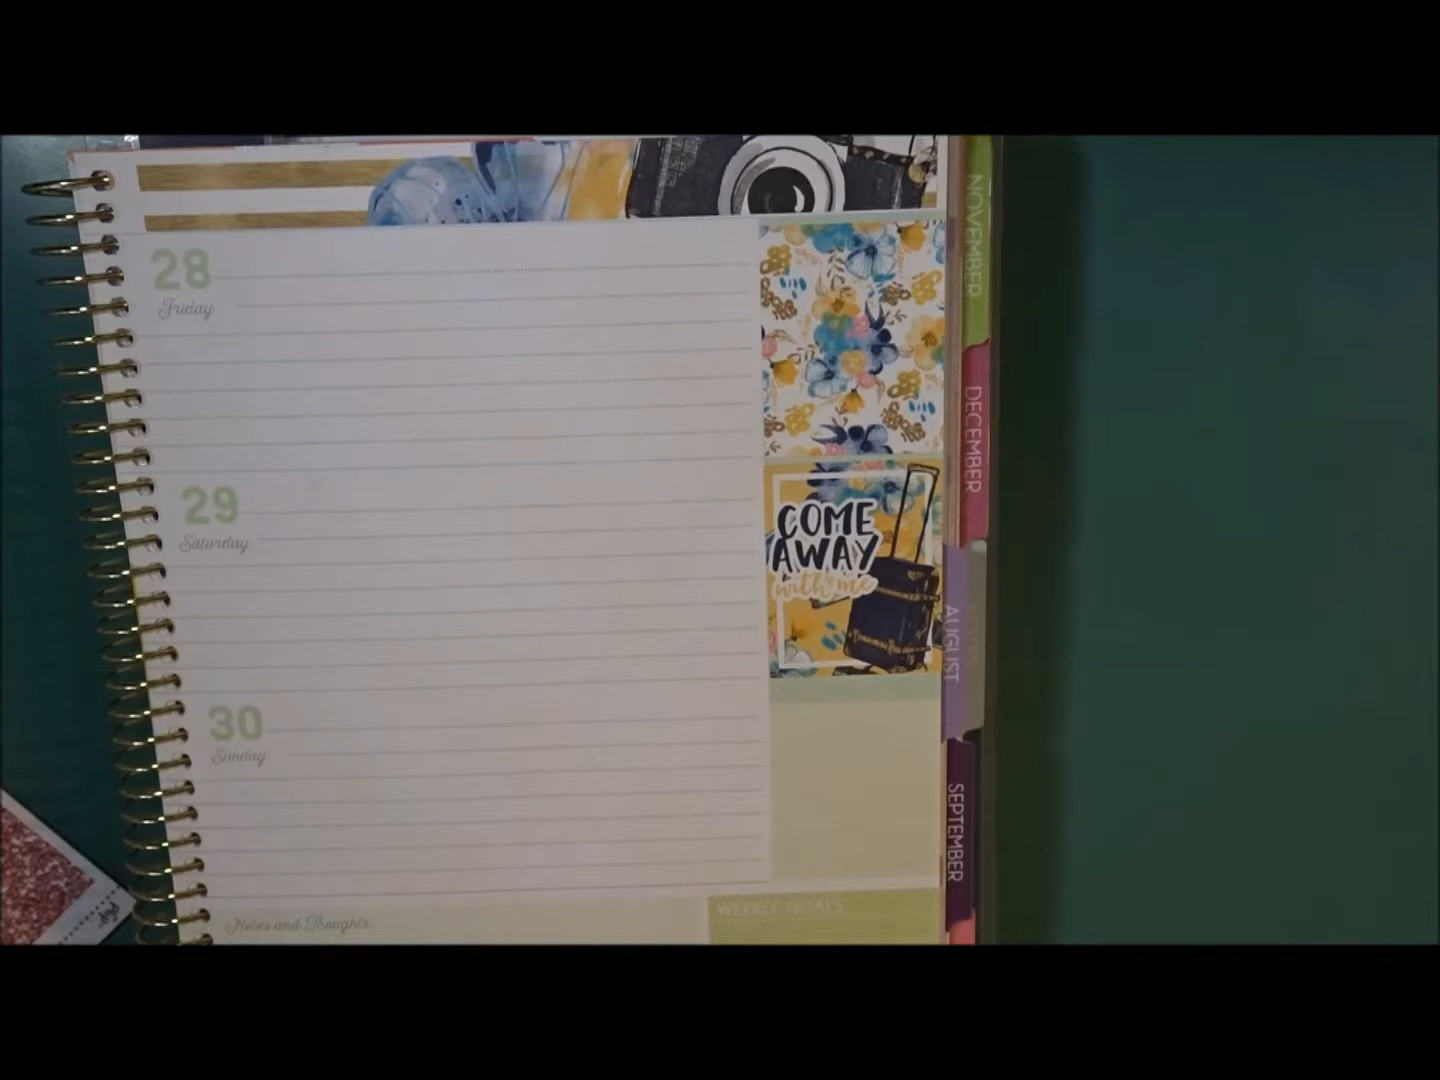 28
Friday
29
Saturday
30
Sunday
Notes and Thoughts
WEEKLY GOALS
COME
AWAY
with me
NOVEMBER
DECEMBER
AUGUST
SEPTEMBER